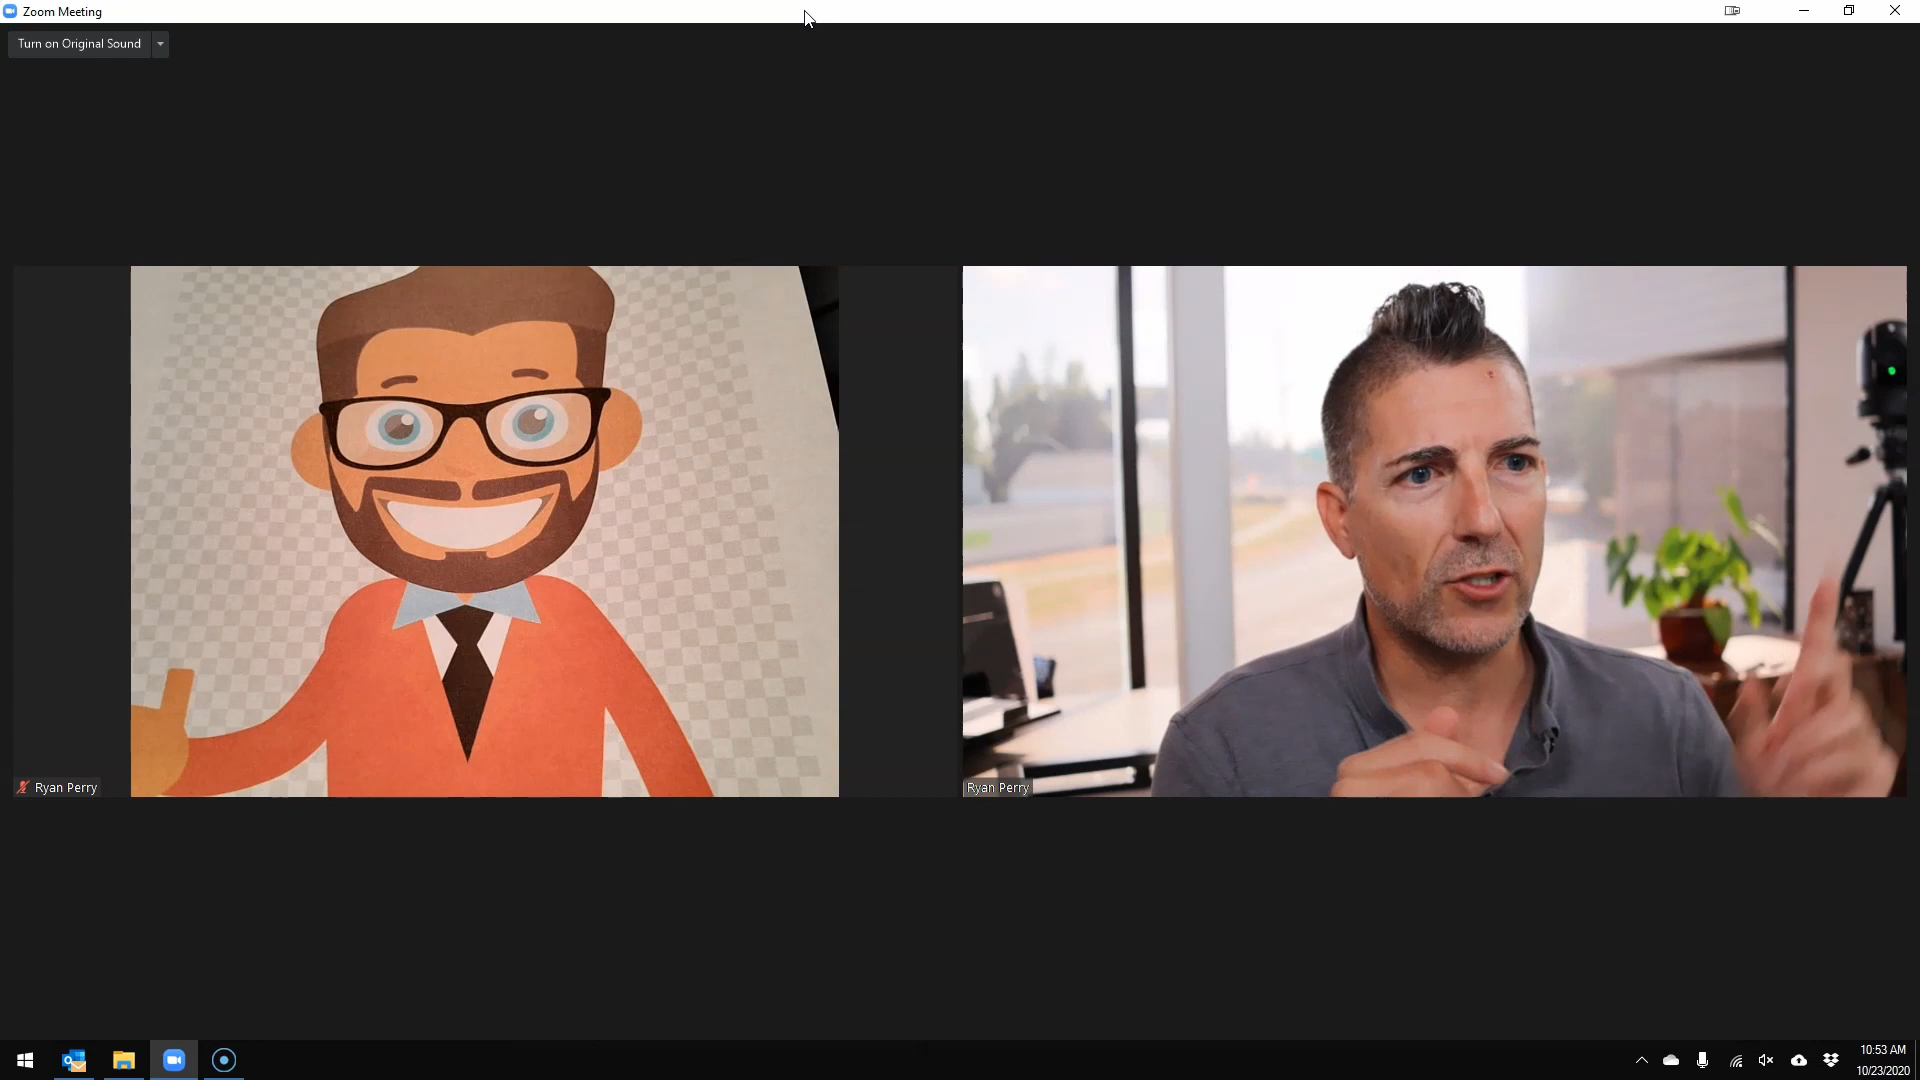 Zoom Meeting
Turn on Original Sound
Ryan Perry
Ryan Perry
10:53 AM
10/23/2020